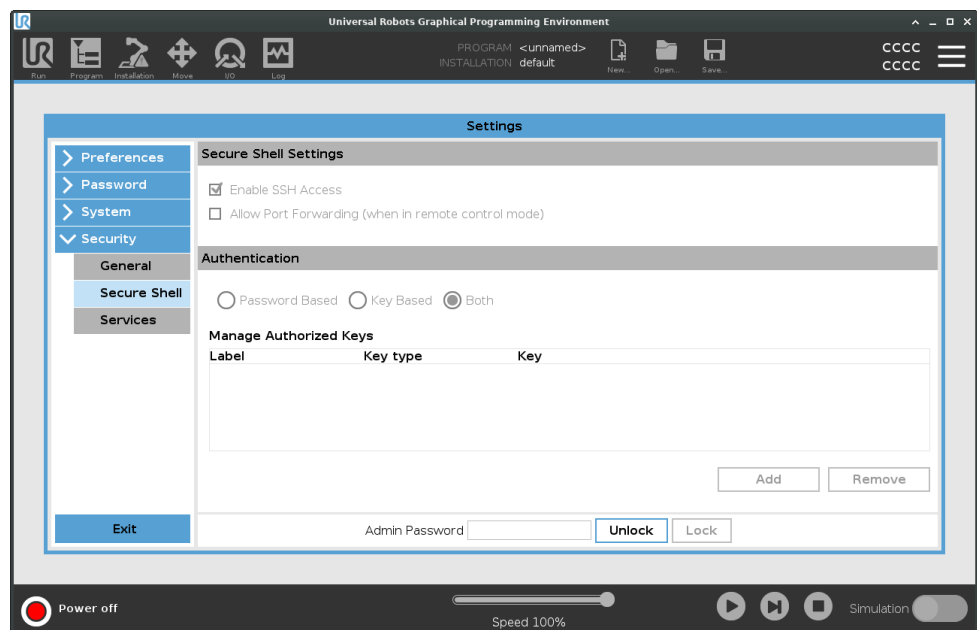 Universal Robots Graphical Programming Environment
UR
Run
Program
Installation
Move
I/O
Log
PROGRAM <unnamed>
INSTALLATION default
New...
Open...
Save...
CCCC
CCCC
Settings
Preferences
Password
System
Security
General
Secure Shell
Services
Exit
Secure Shell Settings
Enable SSH Access
Allow Port Forwarding (when in remote control mode)
Authentication
Password Based Key Based Both
Manage Authorized Keys
Label Key type Key
Add Remove
Admin Password Unlock Lock
Power off
Speed 100%
Simulation